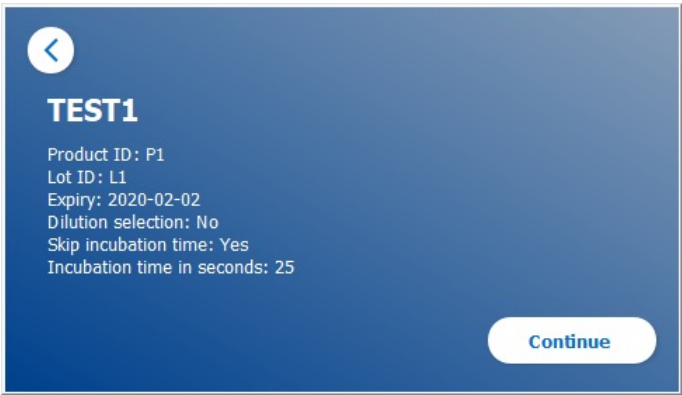 TEST1
Product ID: P1
Lot ID: L1
Expiry: 2020-02-02
Dilution selection: No
Skip incubation time: Yes
Incubation time in seconds: 25
Continue